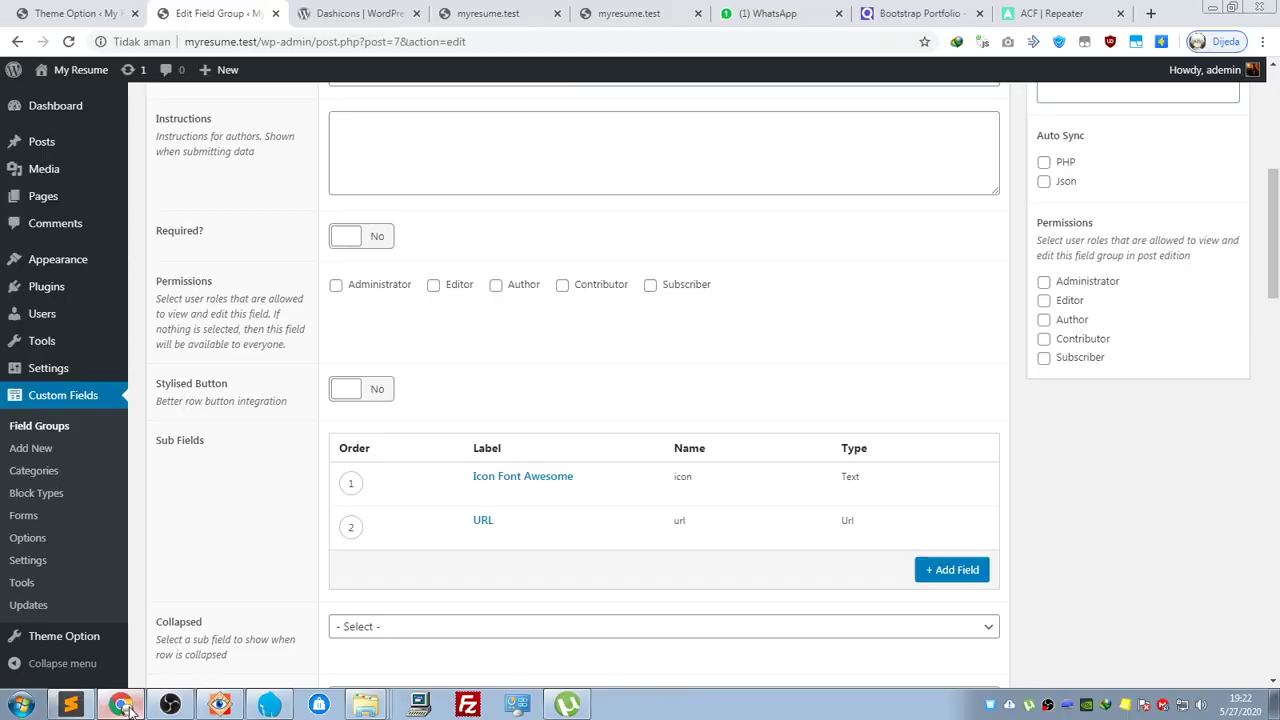 Theme Option ‹ My
Edit Field Group ‹ My
Dashicons | WordPre
myresume.test
myresume.test
(1) WhatsApp
Bootstrap Portfolio -
ACF | Repeater
Tidak aman
myresume.test/wp-admin/post.php?post=7&action=edit
Dijeda
My Resume
1
0
New
Howdy, ademin
Dashboard
Posts
Media
Pages
Comments
Appearance
Plugins
Users
Tools
Settings
Custom Fields
Field Groups
Add New
Categories
Block Types
Forms
Options
Settings
Tools
Updates
Theme Option
Collapse menu
Instructions
Instructions for authors. Shown
when submitting data
Required?
No
Permissions
Select user roles that are allowed
to view and edit this field. If
nothing is selected, then this field
will be available to everyone.
Administrator
Editor
Author
Contributor
Subscriber
Stylised Button
Better row button integration
No
Sub Fields
Order Label Name Type
1 Icon Font Awesome icon Text
2 URL url Url
+ Add Field
Collapsed
Select a sub field to show when
row is collapsed
- Select -
Auto Sync
PHP
Json
Permissions
Select user roles that are allowed to view and
edit this field group in post edition
Administrator
Editor
Author
Contributor
Subscriber
19:22
5/27/2020